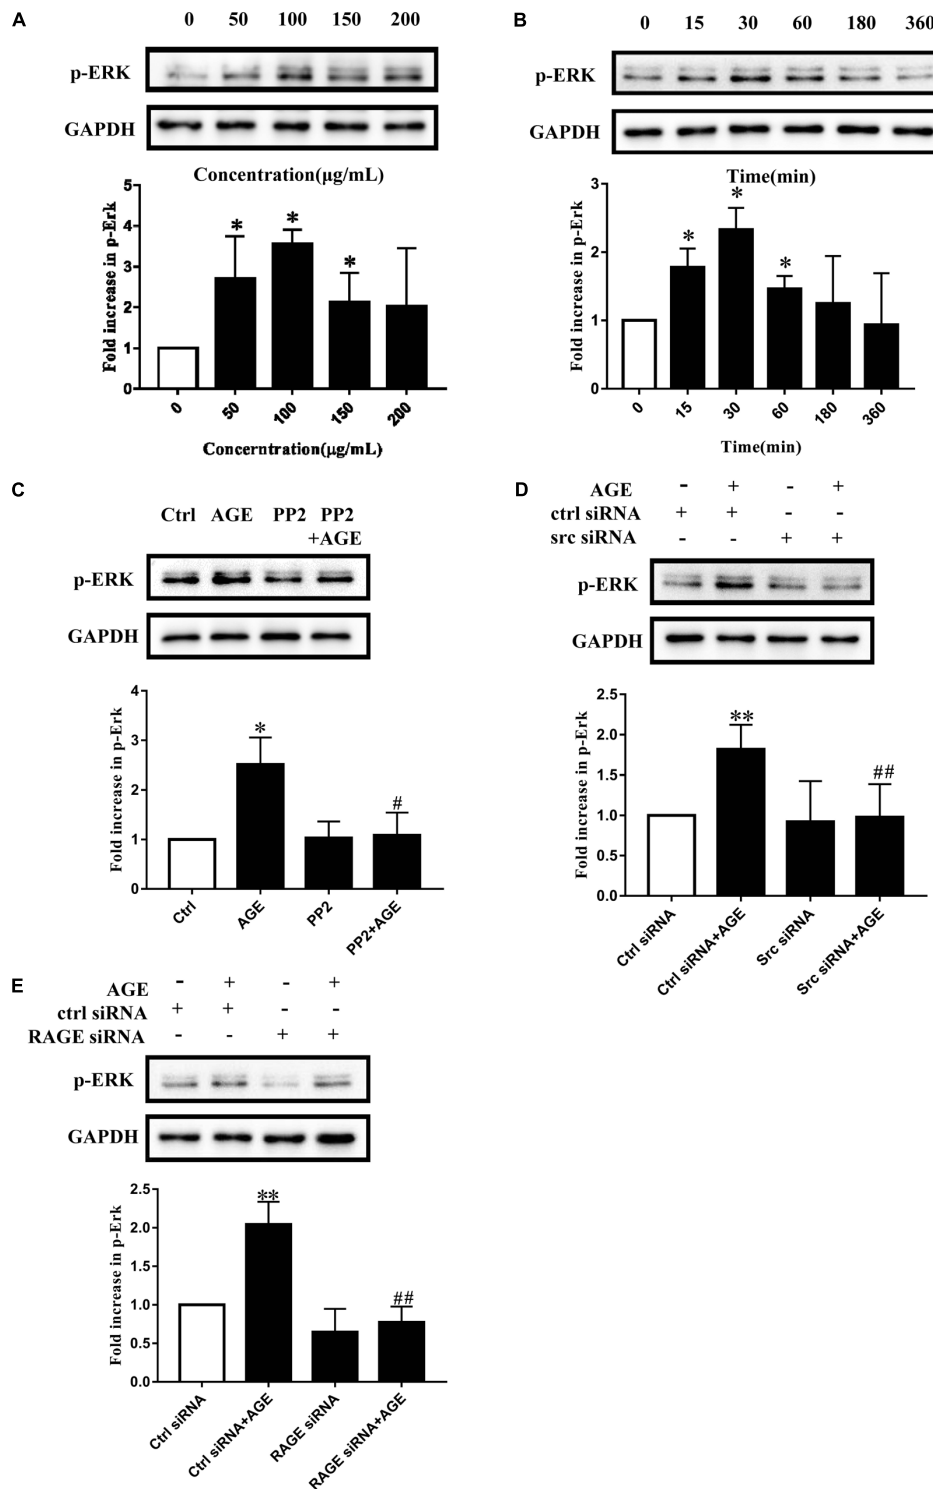 A
0 50 100 150 200
p-ERK
GAPDH
Concentration(μg/mL)
Fold increase in p-Erk
5
4
3
2
1
0
* * *
0 50 100 150 200
Concerntration(μg/mL)
B
0 15 30 60 180 360
p-ERK
GAPDH
Time(min)
Fold increase in p-Erk
3
2
1
0
* * *
0 15 30 60 180 360
Time(min)
C
Ctrl AGE PP2 PP2
+AGE
p-ERK
GAPDH
Fold increase in p-Erk
4
3
2
1
0
* #
Ctrl AGE PP2 PP2+AGE
D
AGE - + - +
ctrl siRNA + + - -
src siRNA - - + +
p-ERK
GAPDH
Fold increase in p-Erk
2.5
2.0
1.5
1.0
0.5
0.0
** ##
Ctrl siRNA Ctrl siRNA+AGE Src siRNA Src siRNA+AGE
E
AGE - + - +
ctrl siRNA + + - -
RAGE siRNA - - + +
p-ERK
GAPDH
Fold increase in p-Erk
2.5
2.0
1.5
1.0
0.5
0.0
** ##
Ctrl siRNA Ctrl siRNA+AGE RAGE siRNA RAGE siRNA+AGE